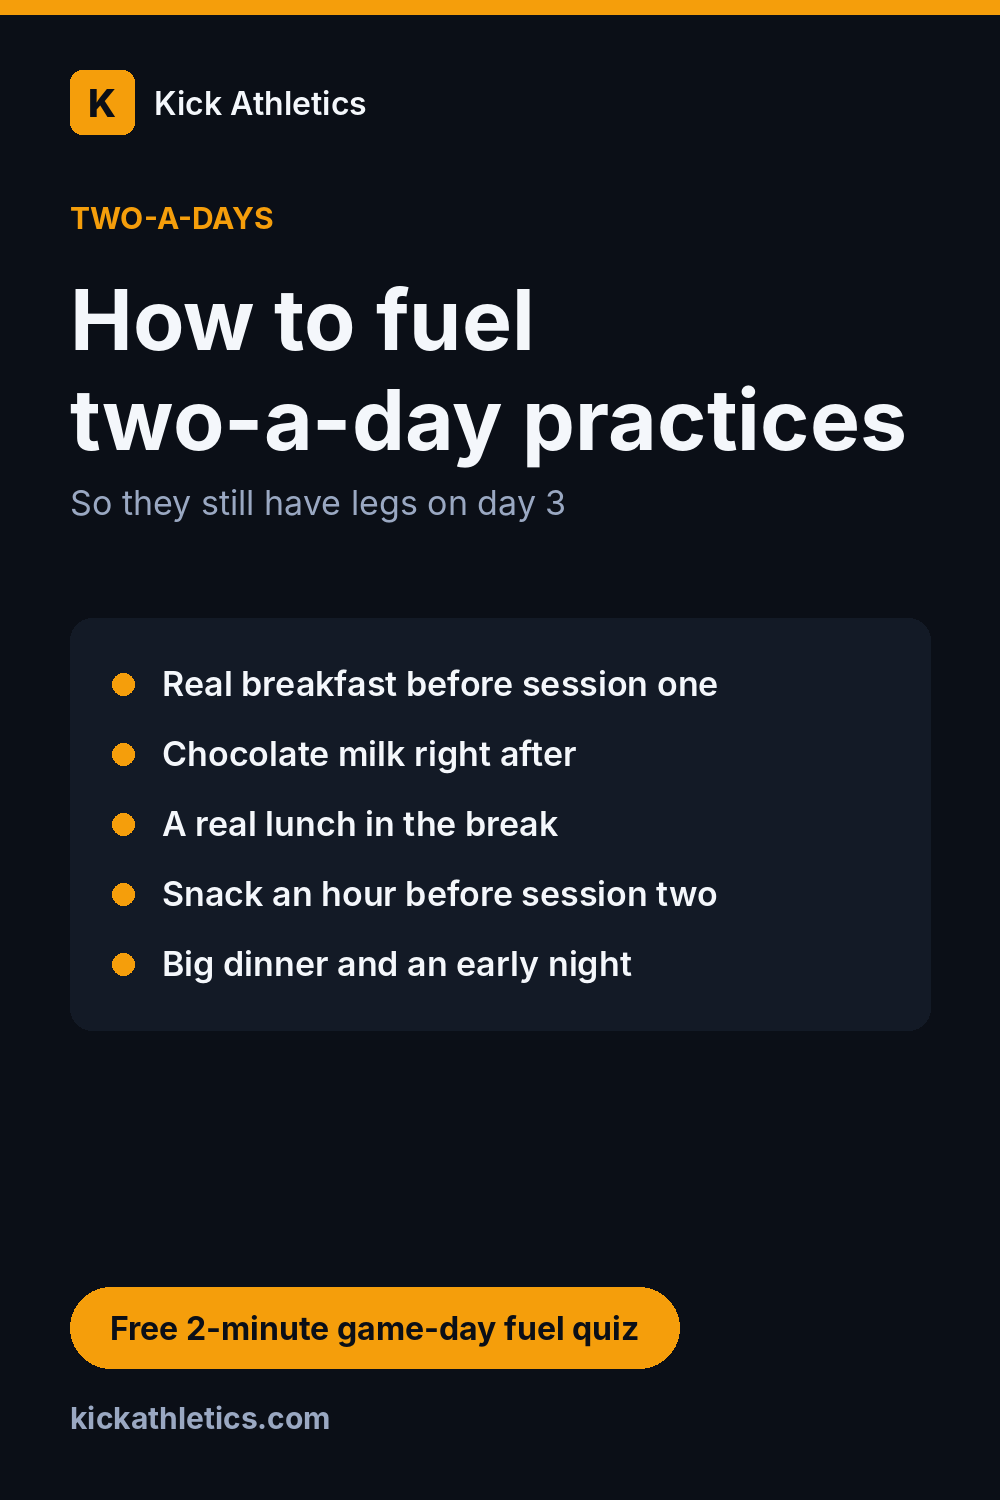 K
Kick Athletics
TWO-A-DAYS
How to fuel
two-a-day practices
So they still have legs on day 3
Real breakfast before session one
Chocolate milk right after
A real lunch in the break
Snack an hour before session two
Big dinner and an early night
Free 2-minute game-day fuel quiz
kickathletics.com